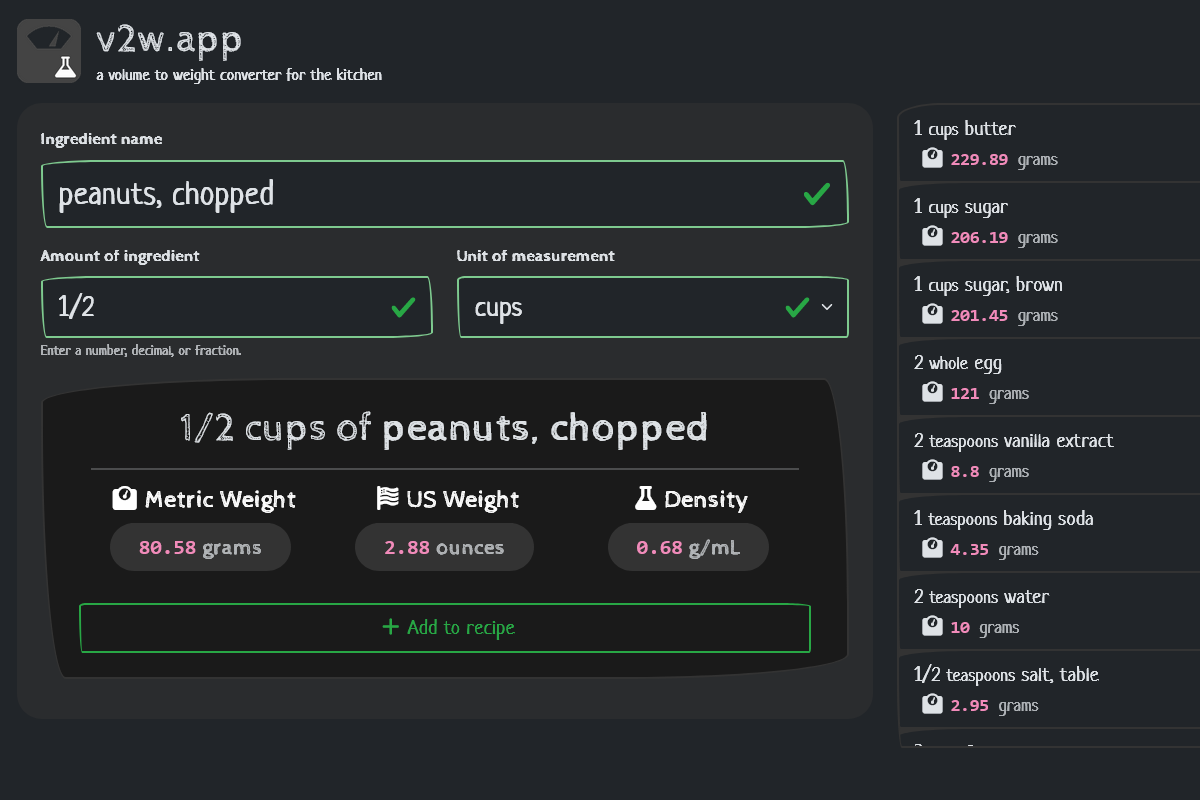 v2w.app
a volume to weight converter for the kitchen
Ingredient name
peanuts, chopped
Amount of ingredient
Unit of measurement
1/2
cups
Enter a number, decimal, or fraction.
1/2 cups of peanuts, chopped
Metric Weight
US Weight
Density
80.58 grams
2.88 ounces
0.68 g/mL
+ Add to recipe
1 cups butter
229.89 grams
1 cups sugar
206.19 grams
1 cups sugar, brown
201.45 grams
2 whole egg
121 grams
2 teaspoons vanilla extract
8.8 grams
1 teaspoons baking soda
4.35 grams
2 teaspoons water
10 grams
1/2 teaspoons salt, table
2.95 grams